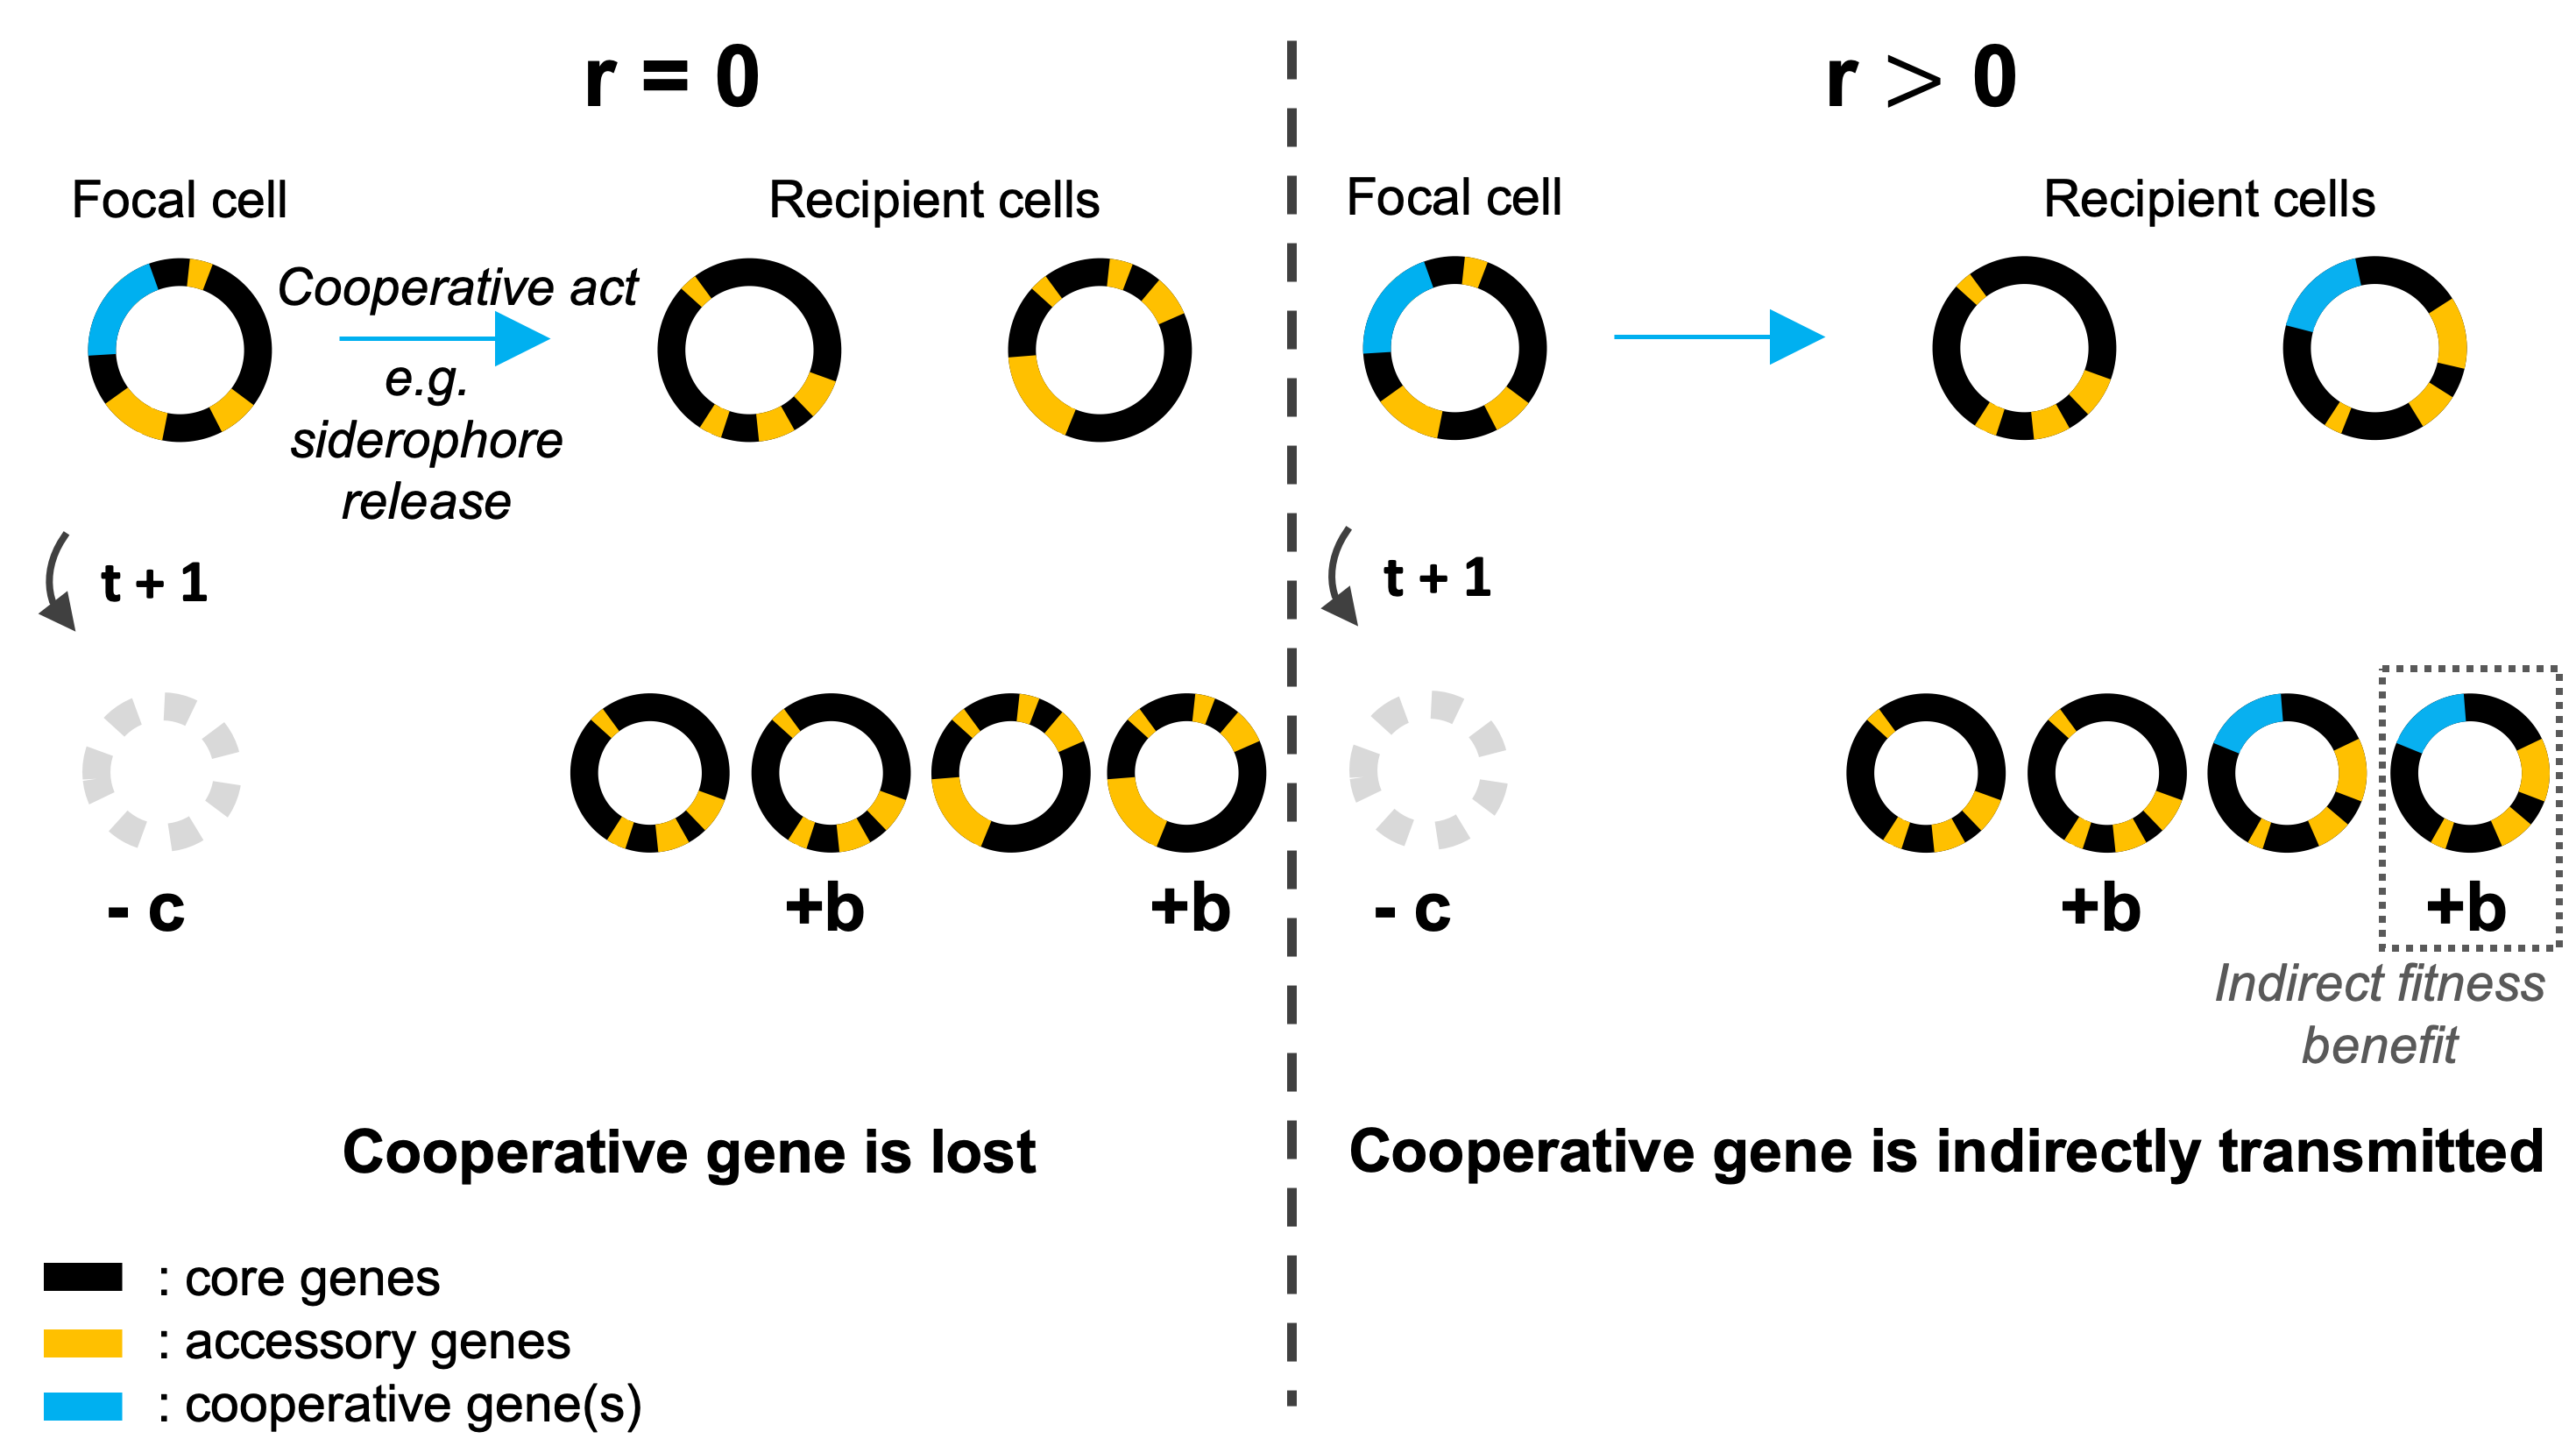 r = 0
Focal cell
Recipient cells
Cooperative act
e.g.
siderophore
release
t + 1
- c
+b
+b
Cooperative gene is lost
r > 0
Focal cell
Recipient cells
t + 1
- c
+b
+b
Indirect fitness
benefit
Cooperative gene is indirectly transmitted
: core genes
: accessory genes
: cooperative gene(s)